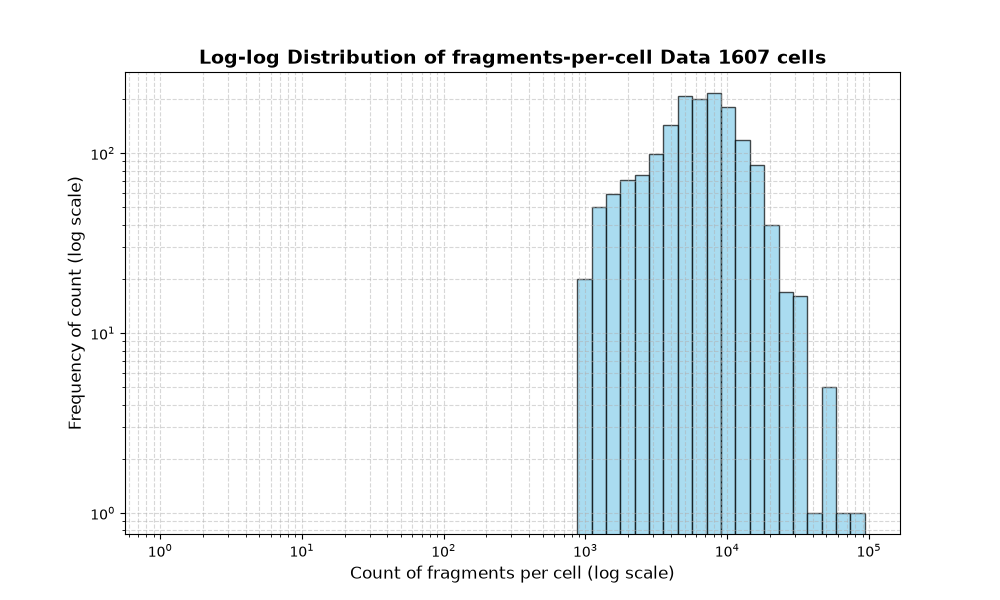 Log-log Distribution of fragments-per-cell Data 1607 cells
Frequency of count (log scale)
10²
10¹
10⁰
10⁰ 10¹ 10² 10³ 10⁴ 10⁵
Count of fragments per cell (log scale)